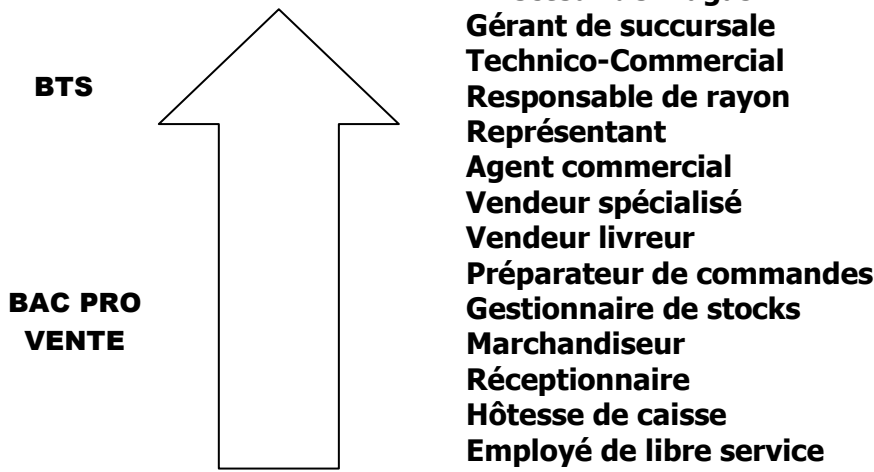 Gérant de succursale
Technico-Commercial
BTS
Responsable de rayon
Représentant
Agent commercial
Vendeur spécialisé
Vendeur livreur
Préparateur de commandes
BAC PRO
VENTE
Gestionnaire de stocks
Marchandiseur
Réceptionnaire
Hôtesse de caisse
Employé de libre service